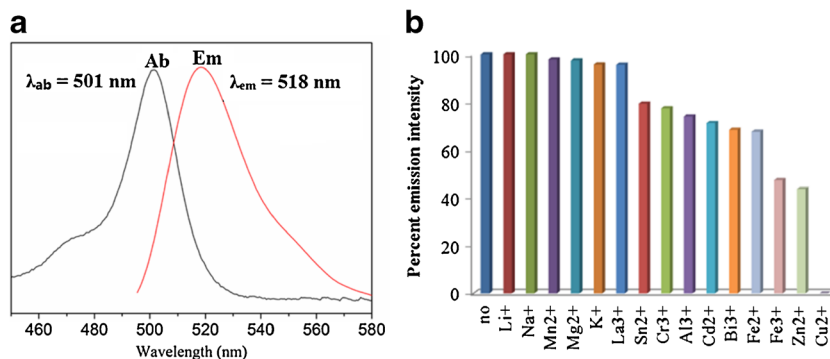 a
Ab
Em
λab = 501 nm
λem = 518 nm
460
480
500
520
540
560
580
Wavelength (nm)
b
Percent emission intensity
100
80
60
40
20
0
no
Li+
Na+
Mn2+
Mg2+
K+
La3+
Sn2+
Cr3+
Al3+
Cd2+
Bi3+
Fe2+
Fe3+
Zn2+
Cu2+